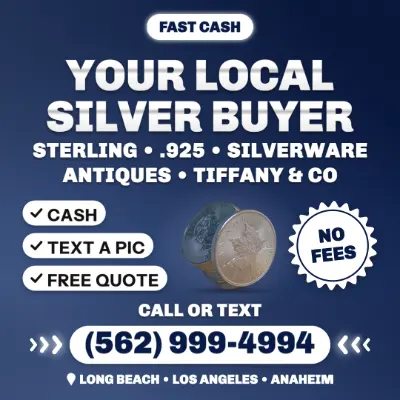 FAST CASH
YOUR LOCAL
SILVER BUYER
STERLING • .925 • SILVERWARE
ANTIQUES • TIFFANY & CO
CASH
TEXT A PIC
FREE QUOTE
NO
FEES
CALL OR TEXT
(562) 999-4994
LONG BEACH • LOS ANGELES • ANAHEIM